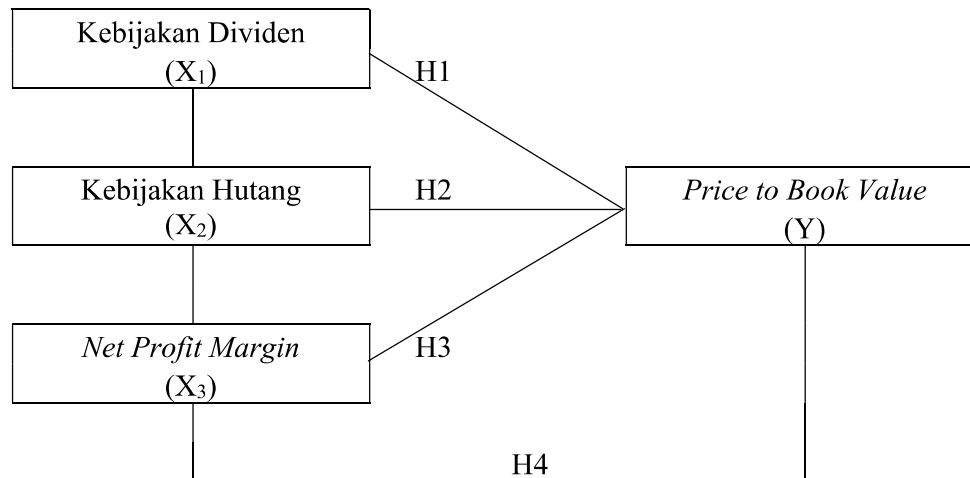 Kebijakan Dividen
(X₁)
H1
Kebijakan Hutang
(X₂)
H2
Price to Book Value
(Y)
Net Profit Margin
(X₃)
H3
H4